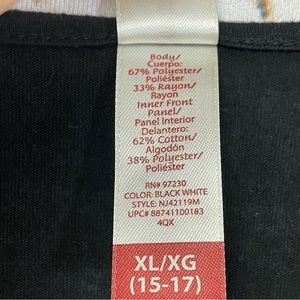 Body/
Cuerpo:
67% Polyester/
Poliéster
33% Rayon/
Rayon
Inner Front
Panel/
Panel Interior
Delantero:
62% Cotton/
Algodón
38% Polyester/
Poliéster
RN# 97230
COLOR: BLACK WHITE
STYLE: NJ42119M
UPC# 88741100183
4QX
XL/XG
(15-17)